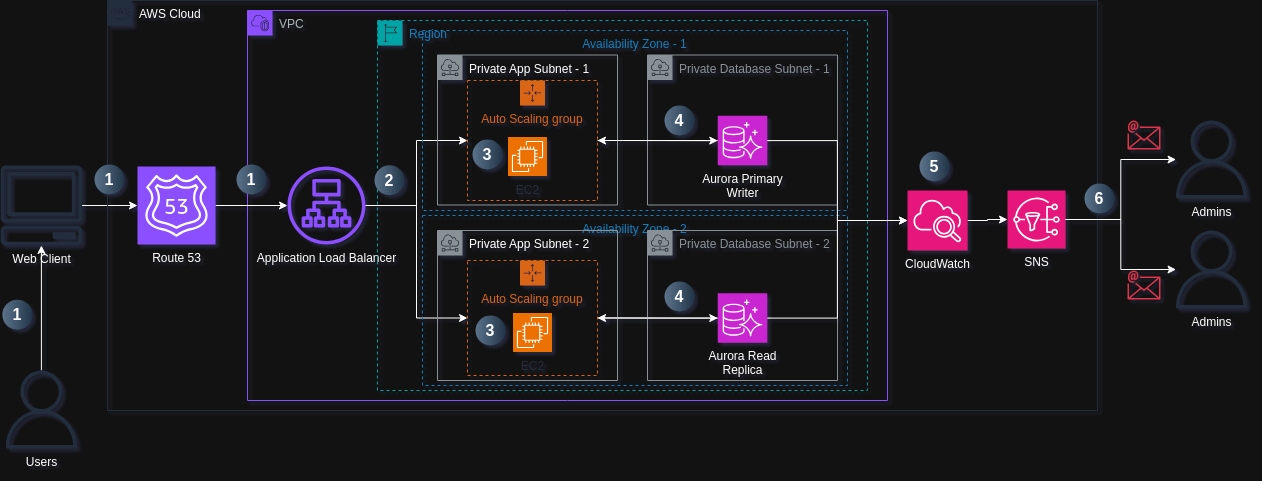 AWS Cloud
VPC
Region
Availability Zone - 1
Private App Subnet - 1
Private Database Subnet - 1
Auto Scaling group
3
EC2
4
Aurora Primary
Writer
1
53
Route 53
1
Application Load Balancer
2
Web Client
1
Users
Availability Zone - 2
Private App Subnet - 2
Private Database Subnet - 2
Auto Scaling group
3
EC2
4
Aurora Read
Replica
5
CloudWatch
SNS
6
@
Admins
@
Admins